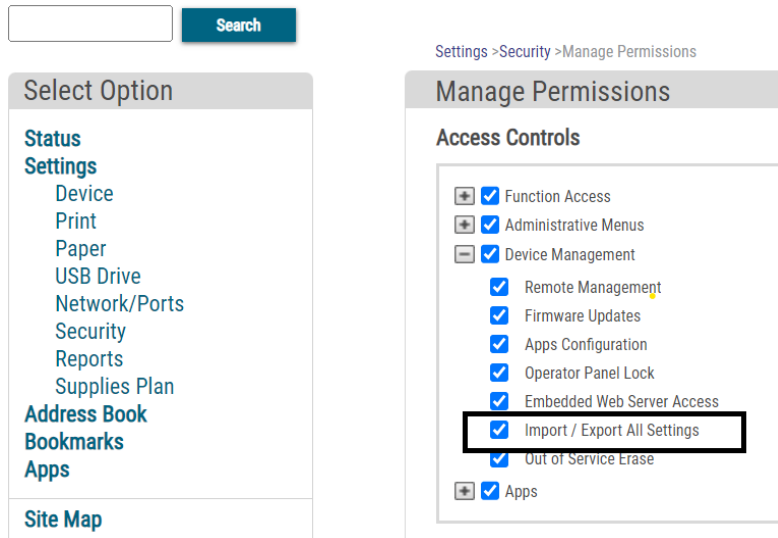 Search
Settings >Security >Manage Permissions
Select Option
Status
Settings
Device
Print
Paper
USB Drive
Network/Ports
Security
Reports
Supplies Plan
Address Book
Bookmarks
Apps
Site Map
Manage Permissions
Access Controls
Function Access
Administrative Menus
Device Management
Remote Management
Firmware Updates
Apps Configuration
Operator Panel Lock
Embedded Web Server Access
Import / Export All Settings
Out of Service Erase
Apps